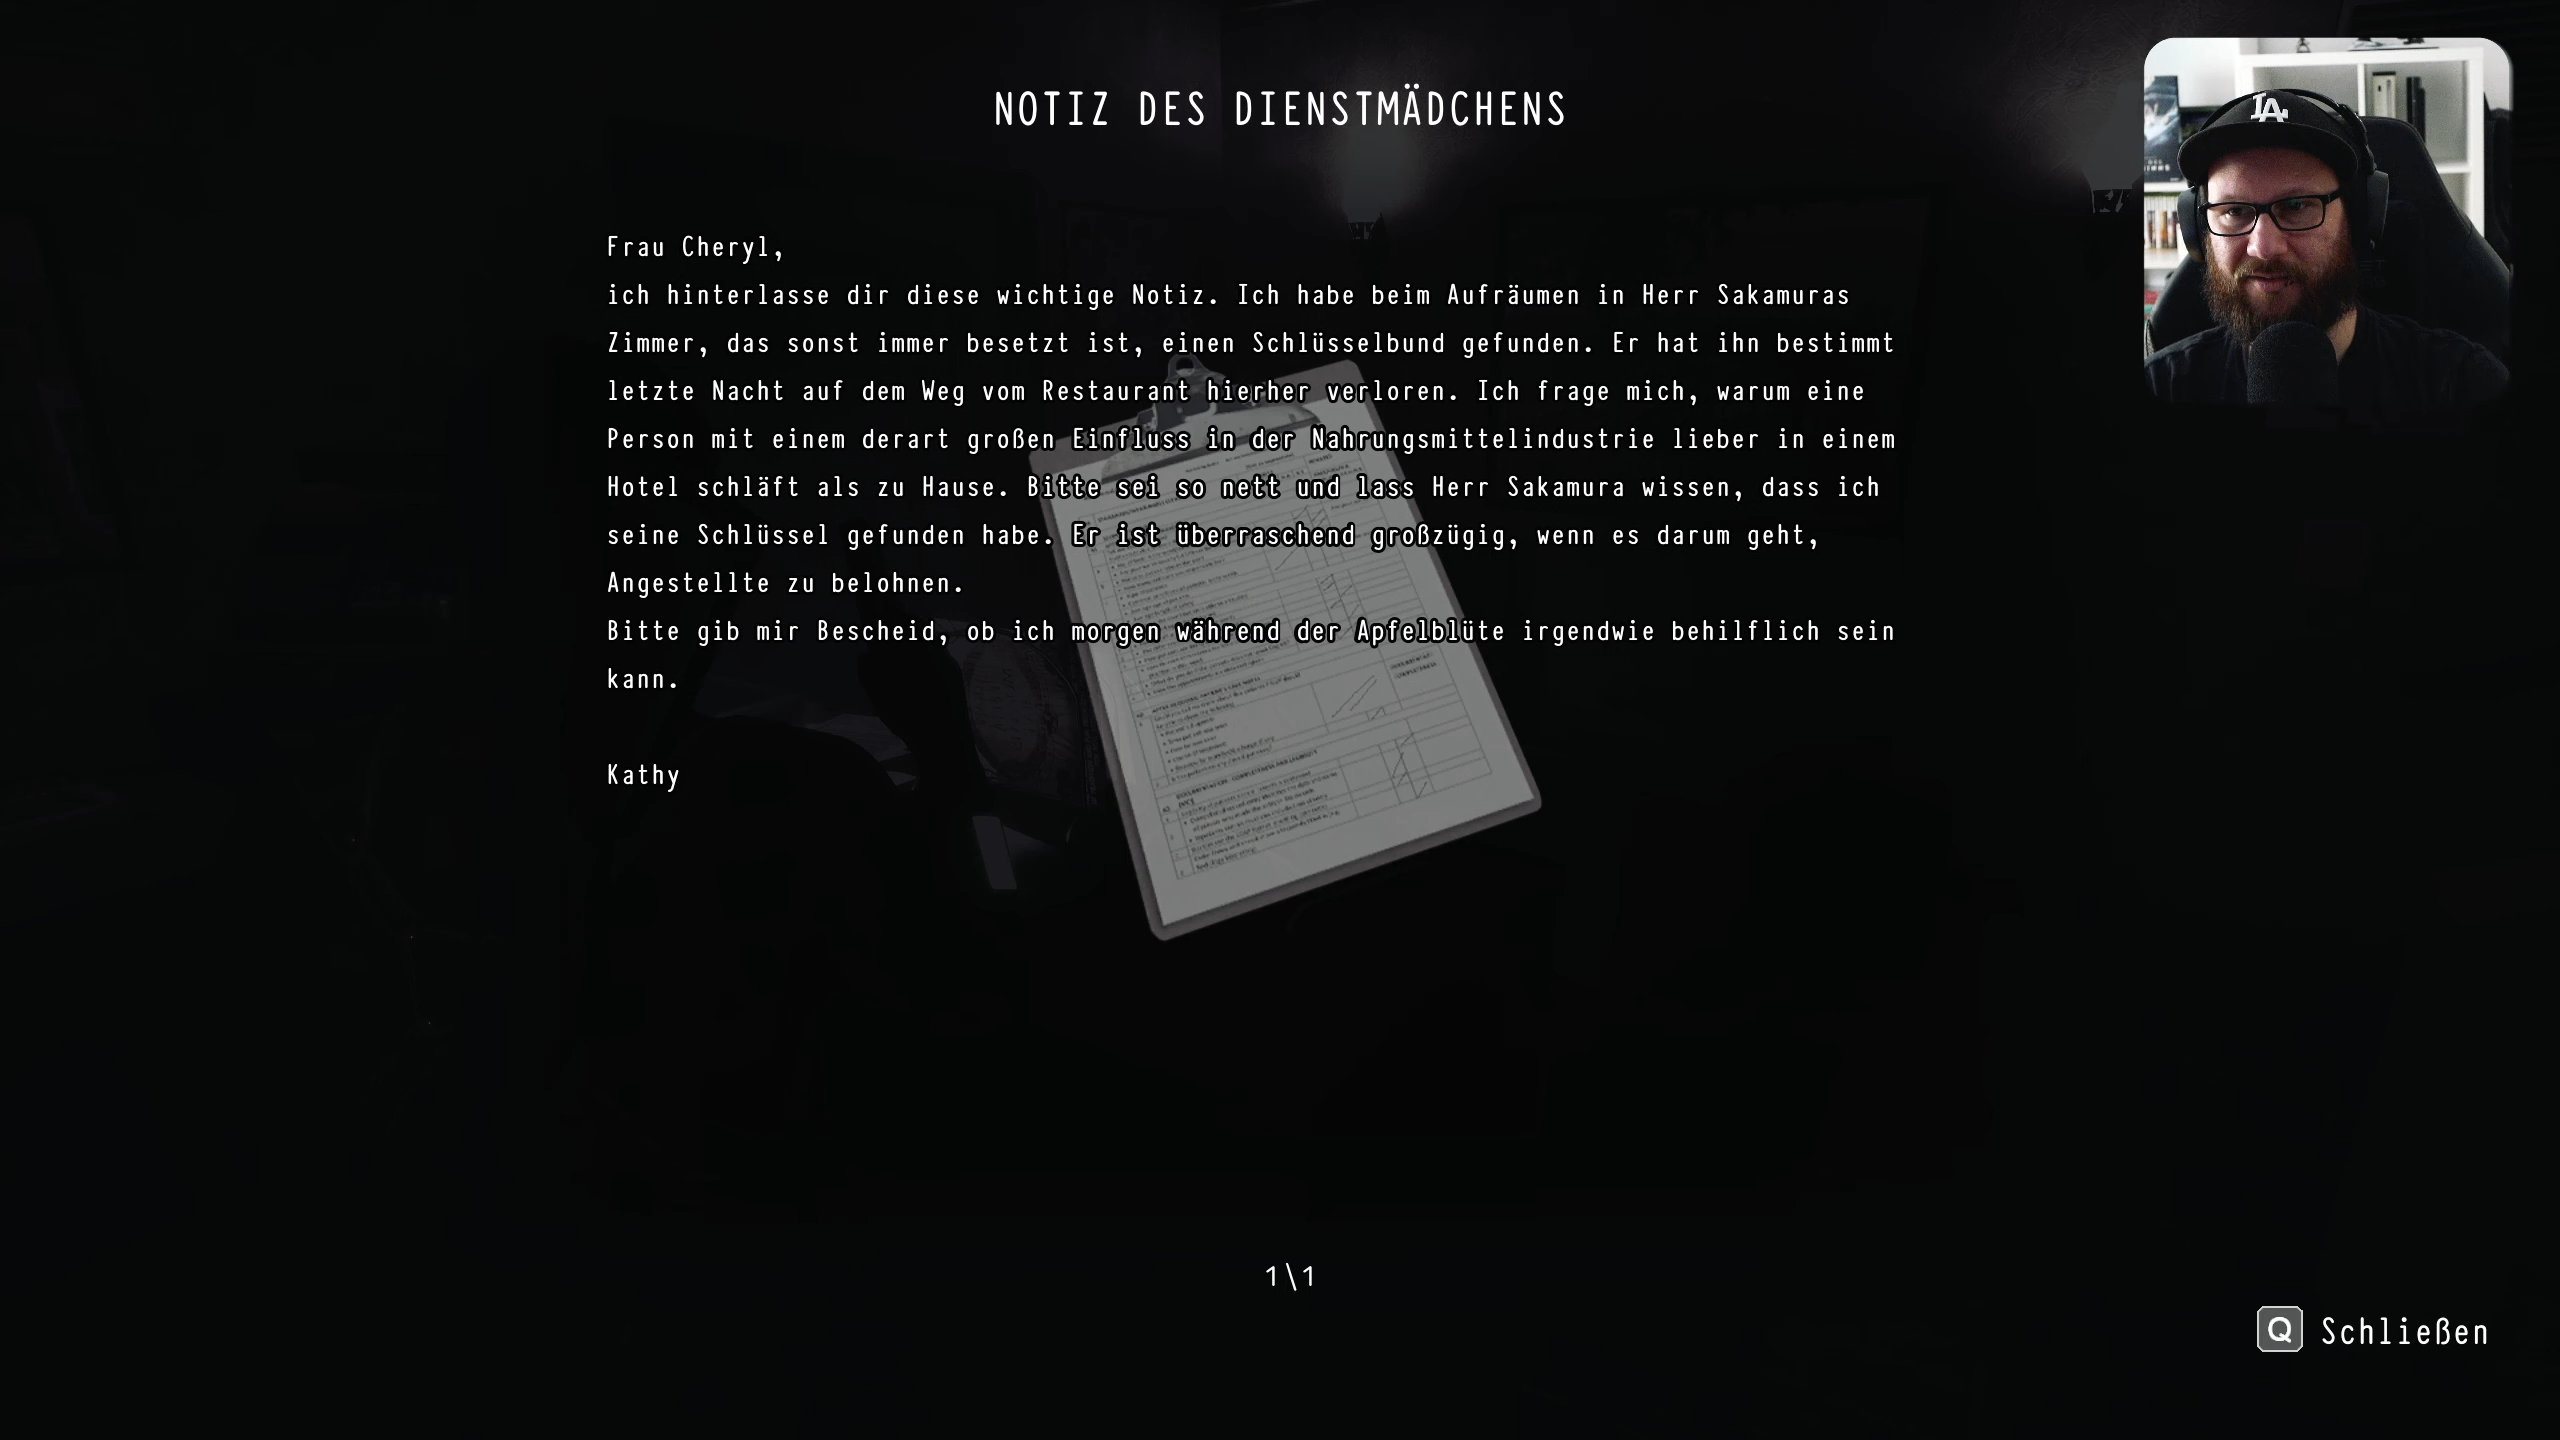 NOTIZ DES DIENSTMÄDCHENS
LA
Frau Cheryl,
ich hinterlasse dir diese wichtige Notiz. Ich habe beim Aufräumen in Herr Sakamuras
Zimmer, das sonst immer besetzt ist, einen Schlüsselbund gefunden. Er hat ihn bestimmt
letzte Nacht auf dem Weg vom Restaurant hierher verloren. Ich frage mich, warum eine
Person mit einem derart großen Einfluss in der Nahrungsmittelindustrie lieber in einem
Hotel schläft als zu Hause. Bitte sei so nett und lass Herr Sakamura wissen, dass ich
seine Schlüssel gefunden habe. Er ist überraschend großzügig, wenn es darum geht,
Angestellte zu belohnen.
Bitte gib mir Bescheid, ob ich morgen während der Apfelblüte irgendwie behilflich sein
kann.
Kathy
1\1
Q Schließen